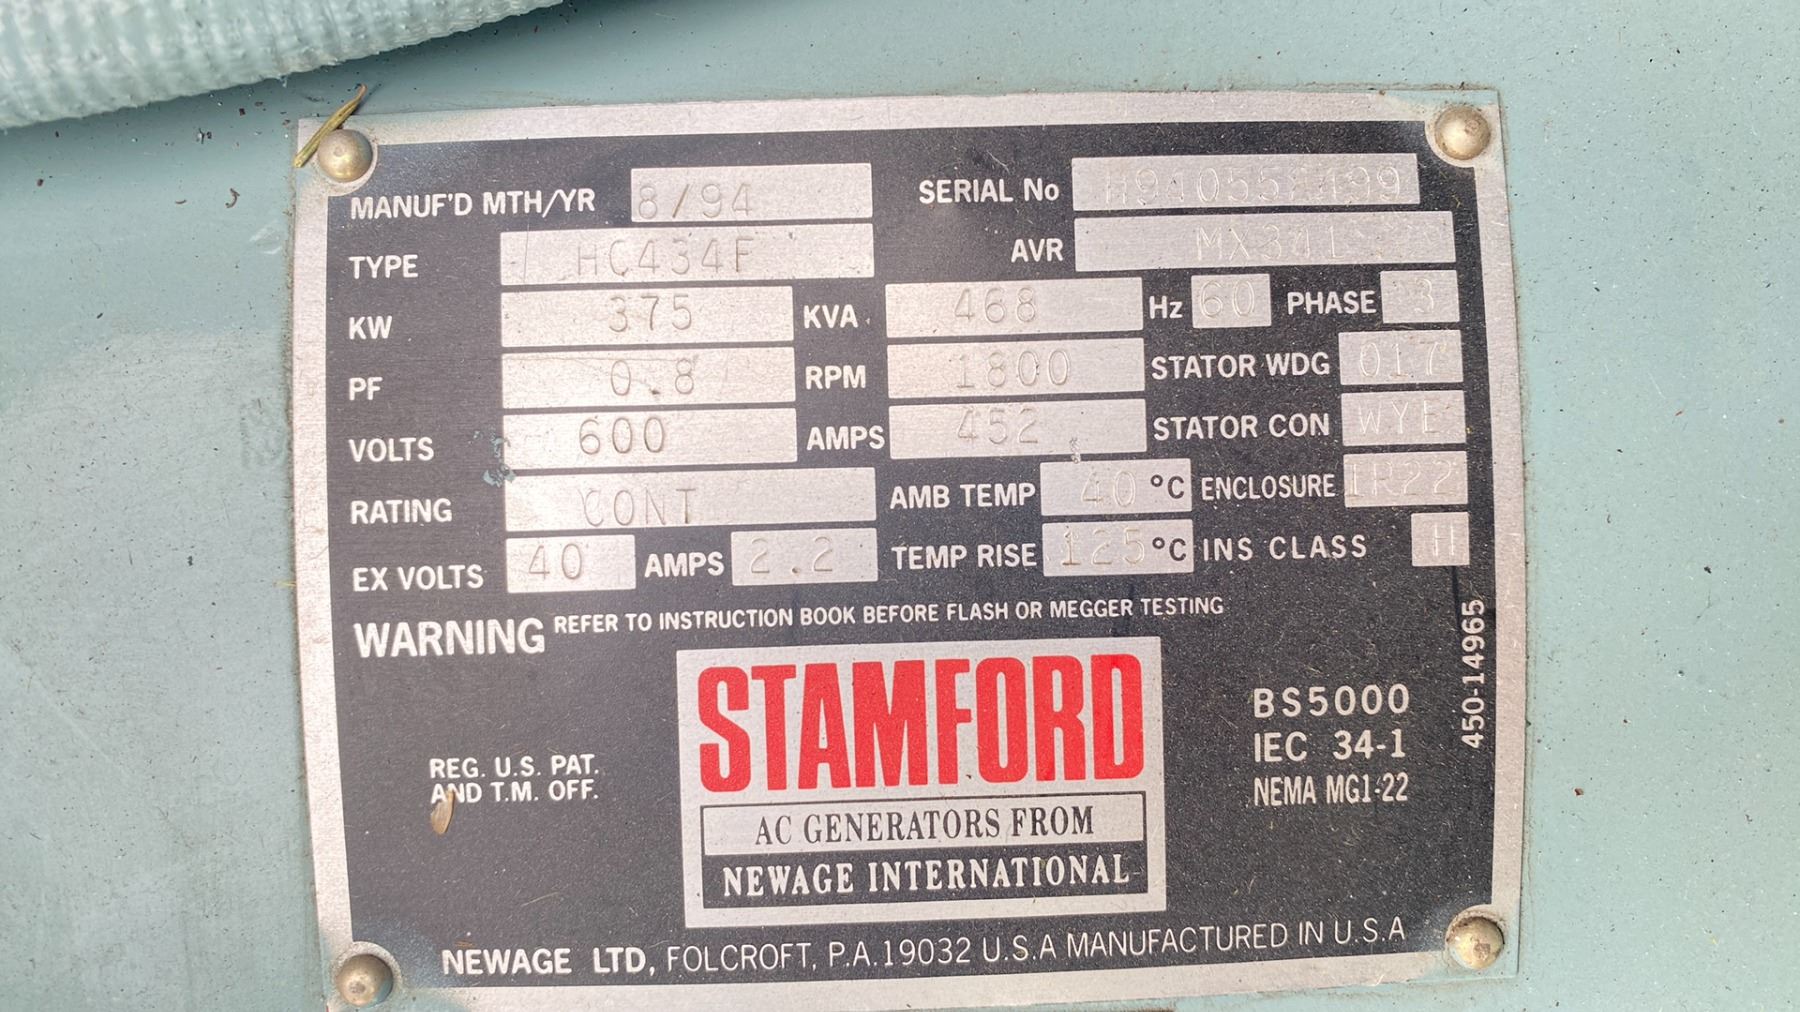 MANUF'D MTH/YR 8/94 SERIAL No
TYPE HC434F AVR MX341
KW 375 KVA 468 Hz 60 PHASE 3
PF 0.8 RPM 1800 STATOR WDG 017
VOLTS 600 AMPS 452 STATOR CON WYE
RATING CONT AMB TEMP 40 °C ENCLOSURE IR22
EX VOLTS 40 AMPS 2.2 TEMP RISE 125 °C INS CLASS H
WARNING REFER TO INSTRUCTION BOOK BEFORE FLASH OR MEGGER TESTING
450-14965
STAMFORD
AC GENERATORS FROM
NEWAGE INTERNATIONAL
REG. U.S. PAT.
AND T.M. OFF.
BS5000
IEC 34-1
NEMA MG1-22
NEWAGE LTD, FOLCROFT, P.A. 19032 U.S.A MANUFACTURED IN U.S.A